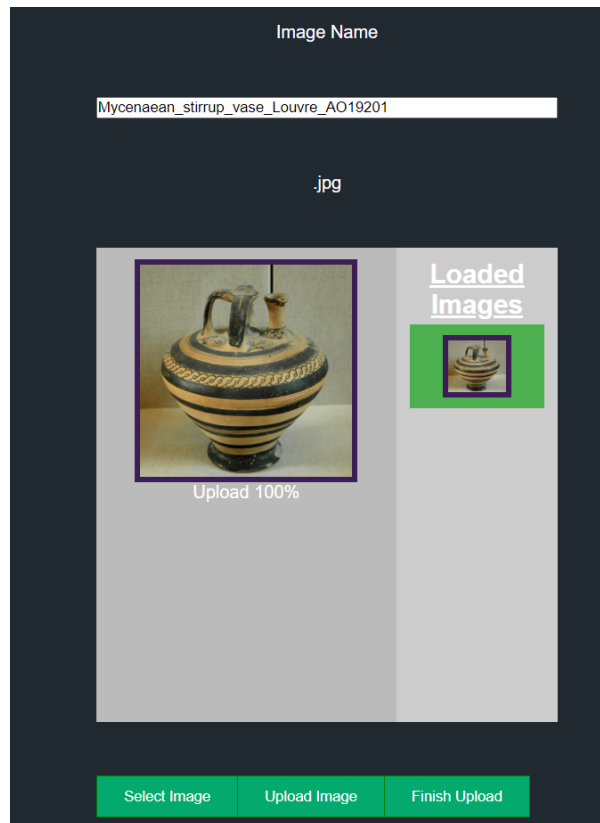 Image Name
Mycenaean_stirrup_vase_Louvre_AO19201
.jpg
Loaded
Images
Upload 100%
Select Image
Upload Image
Finish Upload